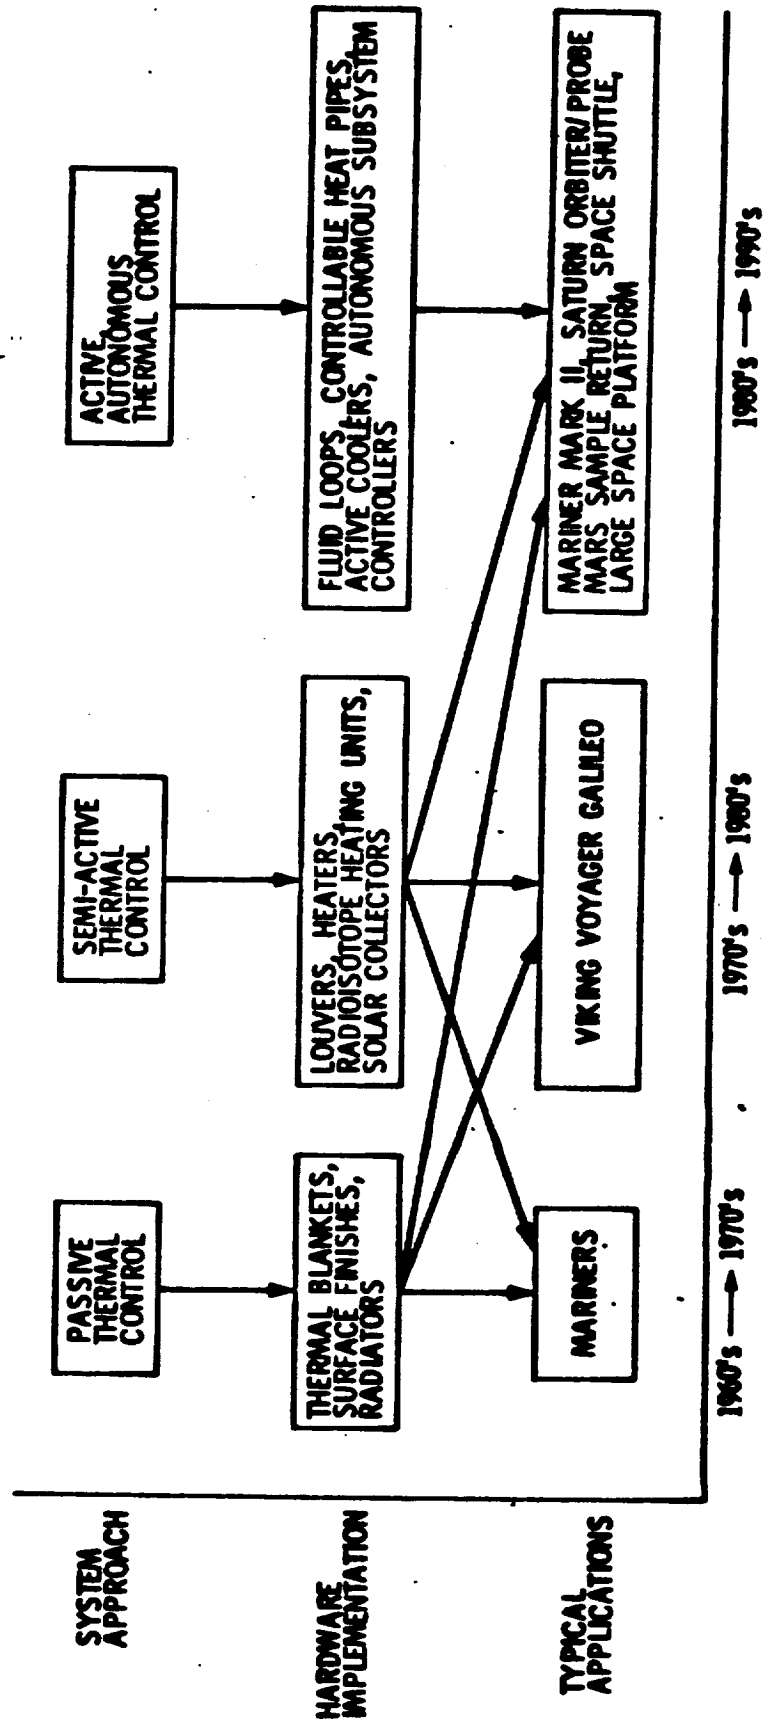 SYSTEM
APPROACH
PASSIVE
THERMAL
CONTROL
SEMI-ACTIVE
THERMAL
CONTROL
ACTIVE
AUTONOMOUS
THERMAL CONTROL
HARDWARE
IMPLEMENTATION
THERMAL BLANKETS,
SURFACE FINISHES,
RADIATORS
LOUVERS, HEATERS,
RADIOISOTOPE HEATING UNITS,
SOLAR COLLECTORS
FLUID LOOPS, CONTROLLABLE HEAT PIPES,
ACTIVE COOLERS, AUTONOMOUS SUBSYSTEM
CONTROLLERS
TYPICAL
APPLICATIONS
MARINERS
VIKING VOYAGER GALILEO
MARINER MARK II, SATURN ORBITER/PROBE
MARS SAMPLE RETURN, SPACE SHUTTLE,
LARGE SPACE PLATFORM
1960's → 1970's
1970's → 1980's
1980's → 1990's